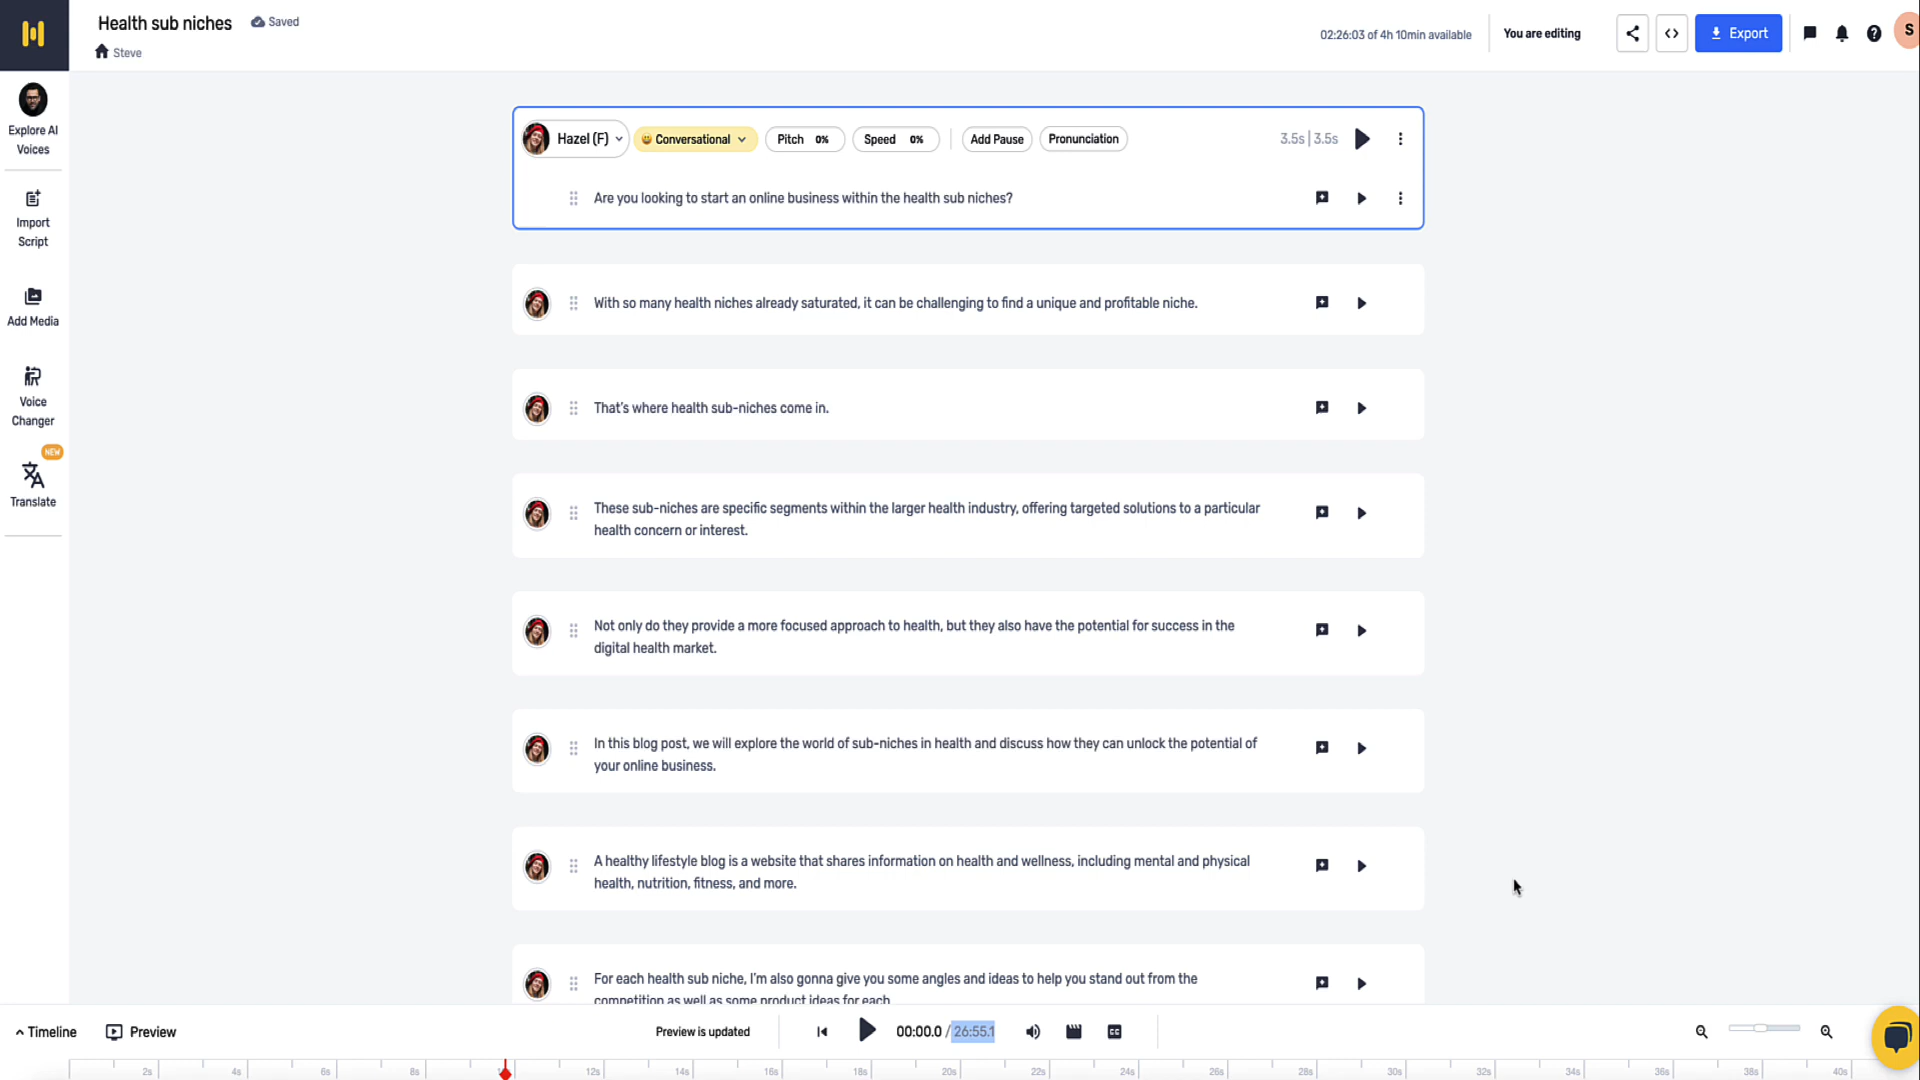 Health sub niches
Saved
Steve
02:26:03 of 4h 10min available
You are editing
Export
S
Explore AI
Voices
Import
Script
Add Media
Voice
Changer
NEW
Translate
Hazel (F)
Conversational
Pitch 0%
Speed 0%
Add Pause
Pronunciation
3.5s | 3.5s
Are you looking to start an online business within the health sub niches?
With so many health niches already saturated, it can be challenging to find a unique and profitable niche.
That's where health sub-niches come in.
These sub-niches are specific segments within the larger health industry, offering targeted solutions to a particular
health concern or interest.
Not only do they provide a more focused approach to health, but they also have the potential for success in the
digital health market.
In this blog post, we will explore the world of sub-niches in health and discuss how they can unlock the potential of
your online business.
A healthy lifestyle blog is a website that shares information on health and wellness, including mental and physical
health, nutrition, fitness, and more.
For each health sub niche, I'm also gonna give you some angles and ideas to help you stand out from the
competition as well as some product ideas for each
Timeline
Preview
Preview is updated
00:00.0 / 26:55.1
CC
2s 4s 6s 8s 12s 14s 16s 18s 20s 22s 24s 26s 28s 30s 32s 34s 36s 38s 40s